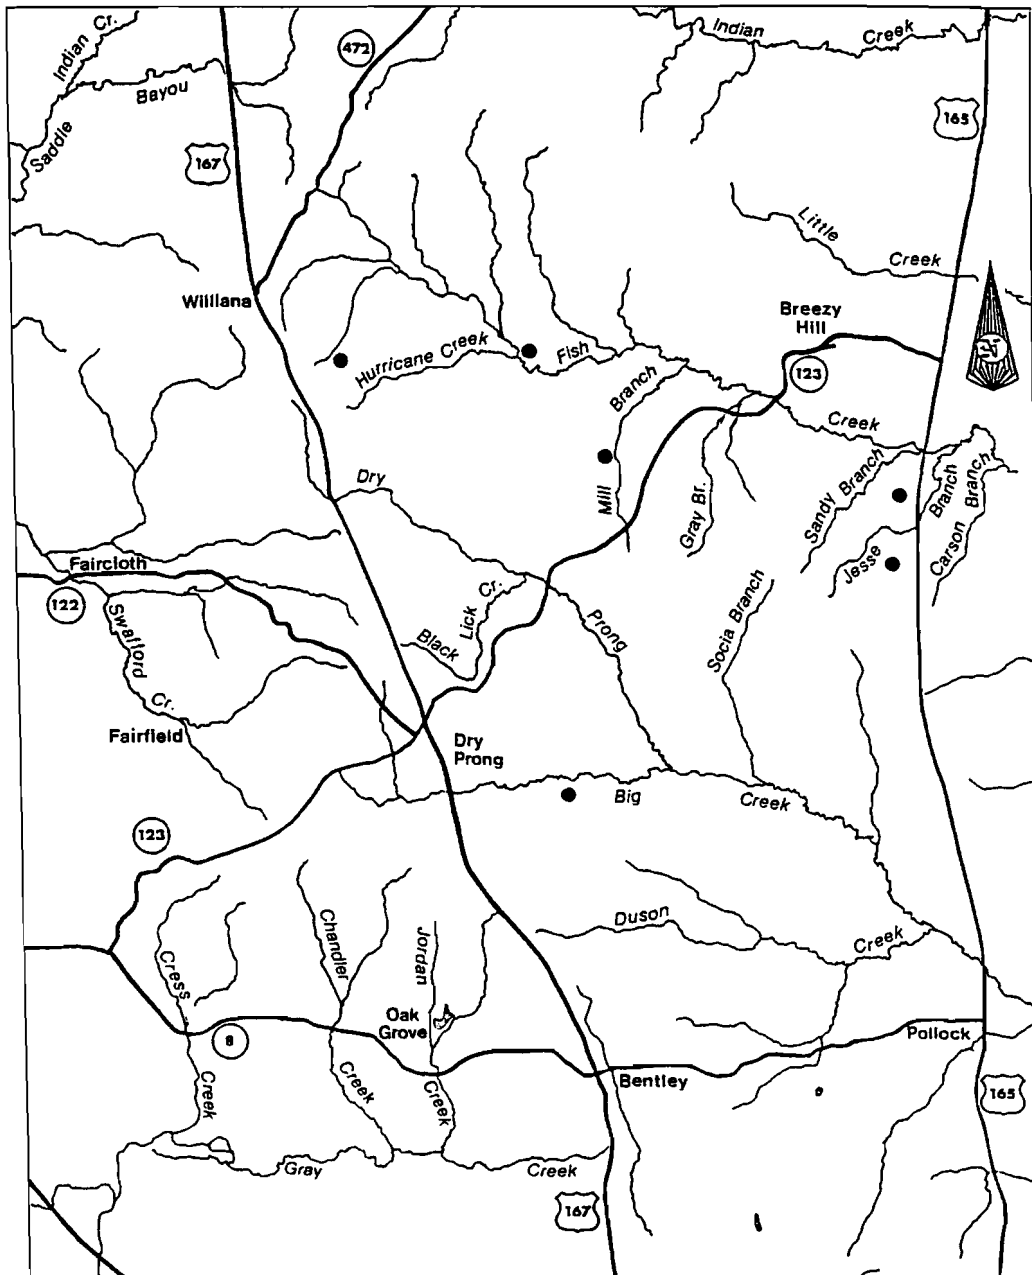 Indian Cr.
472
Indian
Creek
Bayou
Saddle
165
167
Little
Creek
Williana
Breezy
Hill
Hurricane Creek
Fish
123
Branch
Creek
Dry
Mill
Gray Br.
Sandy Branch
Branch
Carson Branch
Jesse
Faircloth
122
Swafford
Cr.
Black
Lick
Cr.
Prong
Socia Branch
Fairfield
Dry
Prong
Big
Creek
123
Chandler
Jordan
Duson
Creek
Cress
Oak
Grove
8
Pollock
Bentley
Creek
Creek
Creek
165
Gray
Creek
167